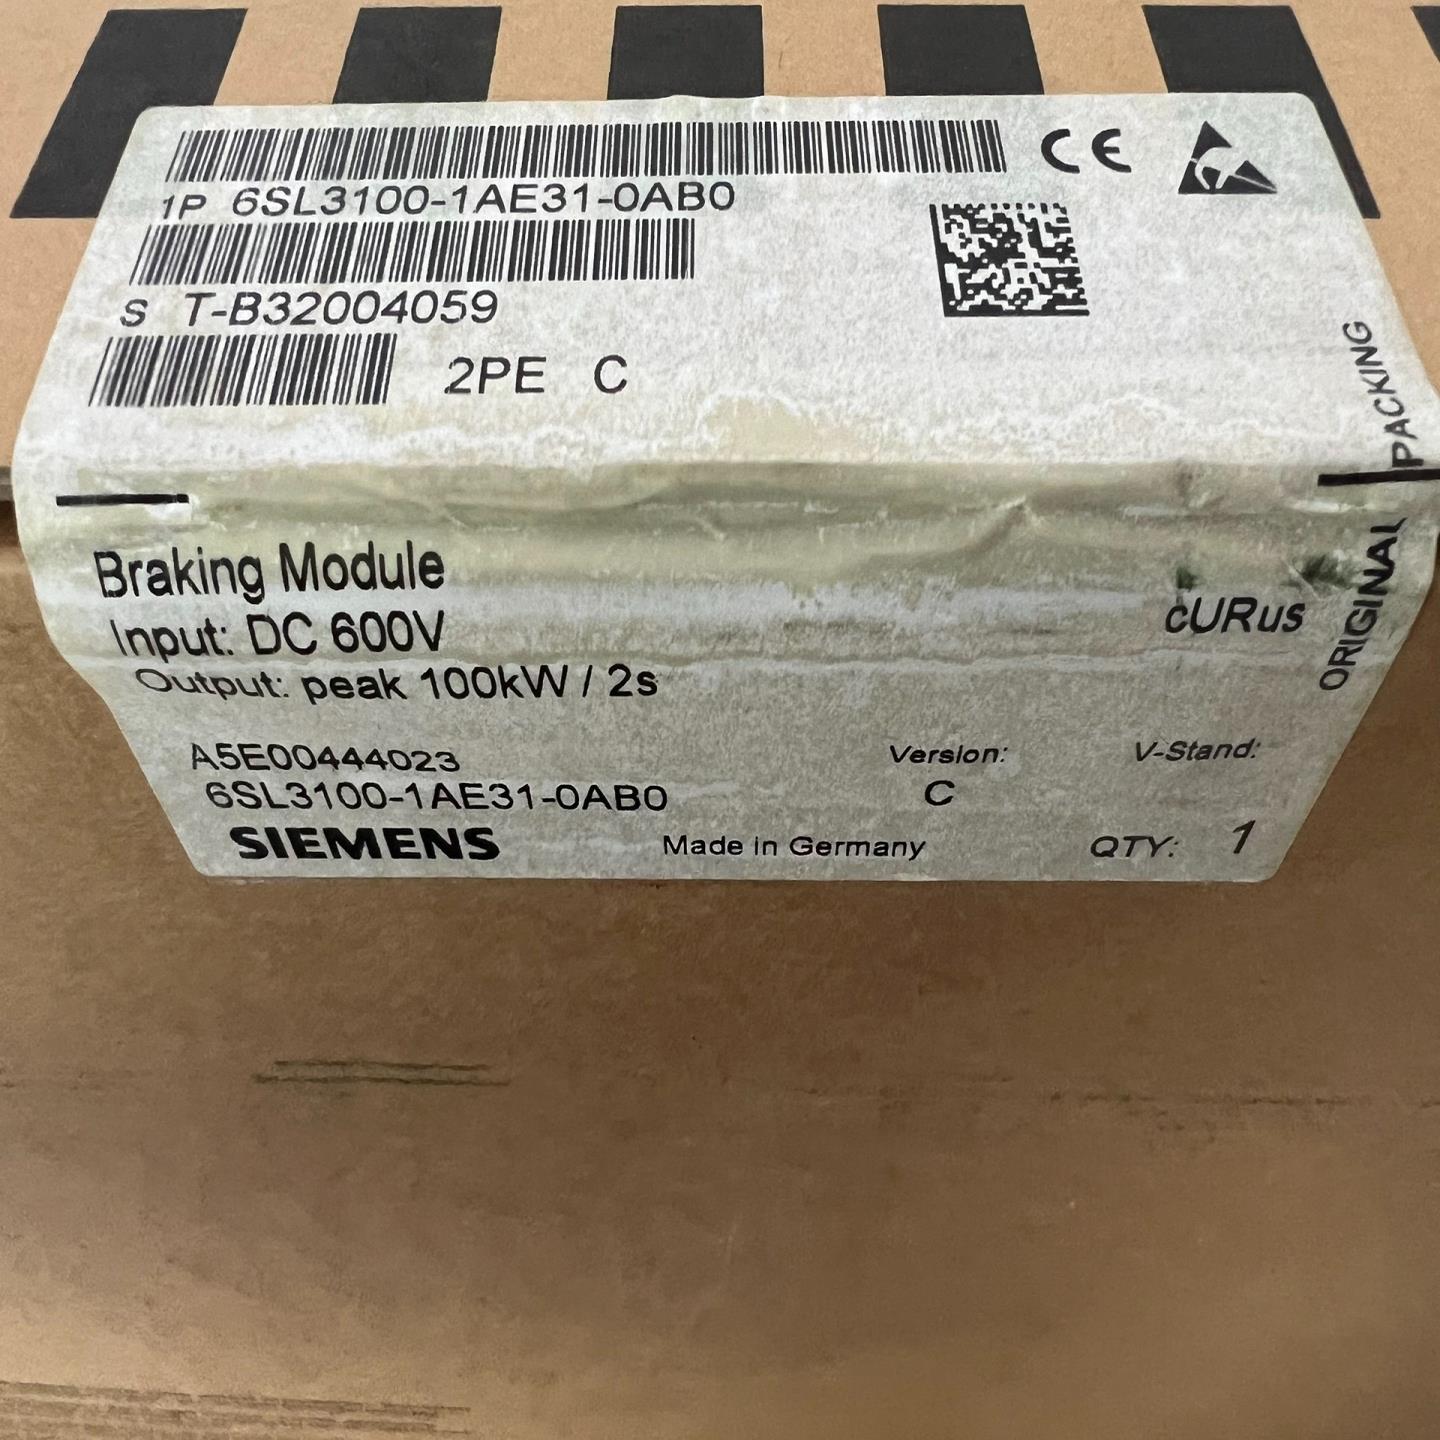 1P 6SL3100-1AE31-0AB0
S T-B32004059
2PE C
CE
ORIGINAL PACKING
Braking Module
Input: DC 600V
Output: peak 100kW / 2s
cURus
A5E00444023
6SL3100-1AE31-0AB0
Version:
C
V-Stand:
SIEMENS
Made in Germany
QTY: 1